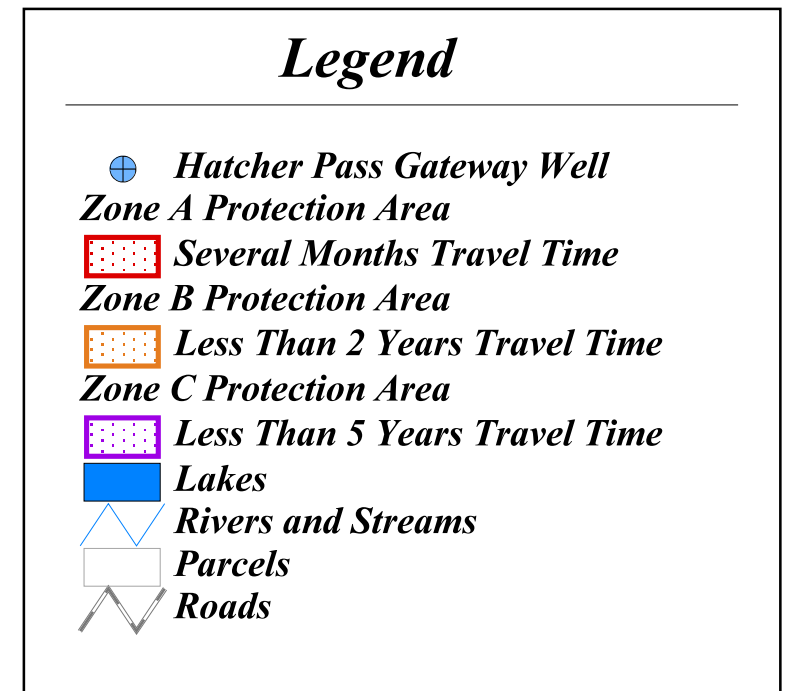 Legend
Hatcher Pass Gateway Well
Zone A Protection Area
Several Months Travel Time
Zone B Protection Area
Less Than 2 Years Travel Time
Zone C Protection Area
Less Than 5 Years Travel Time
Lakes
Rivers and Streams
Parcels
Roads